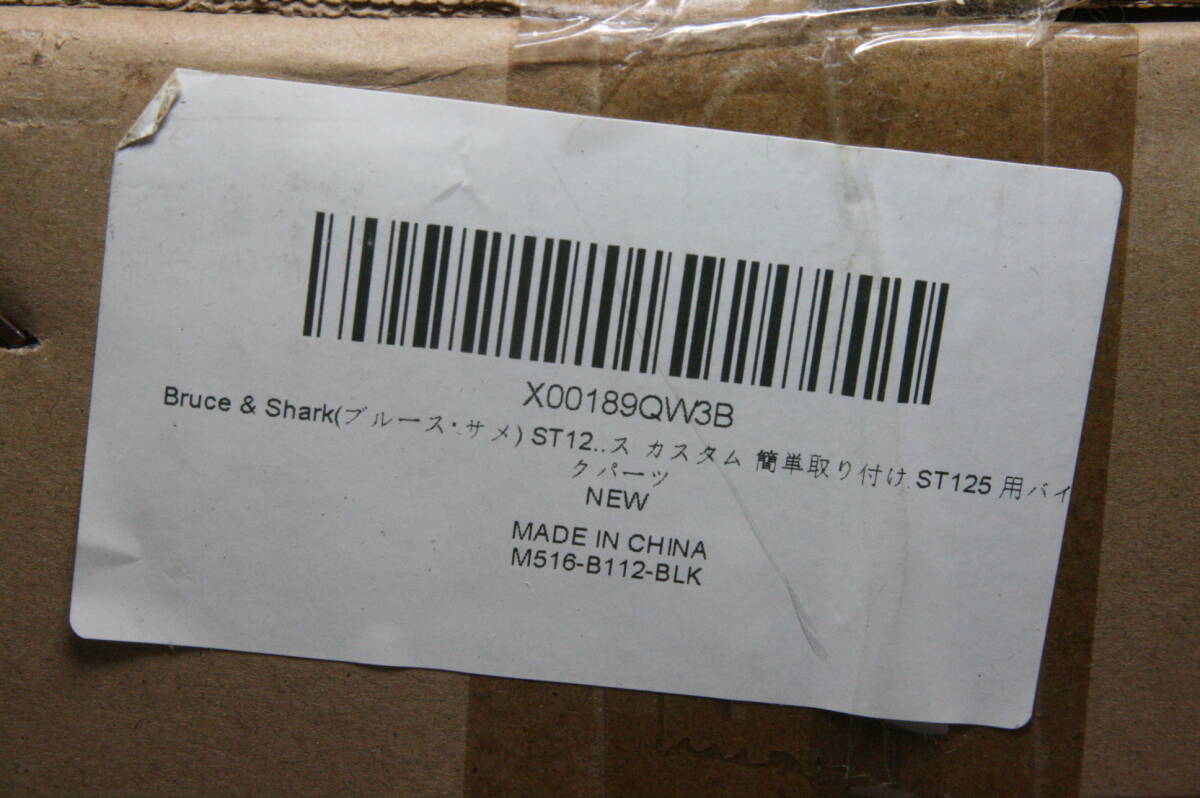 X00189QW3B
Bruce & Shark(ブルース・サメ) ST12..ス カスタム 簡単取り付け ST125 用バイ
クパーツ
NEW
MADE IN CHINA
M516-B112-BLK